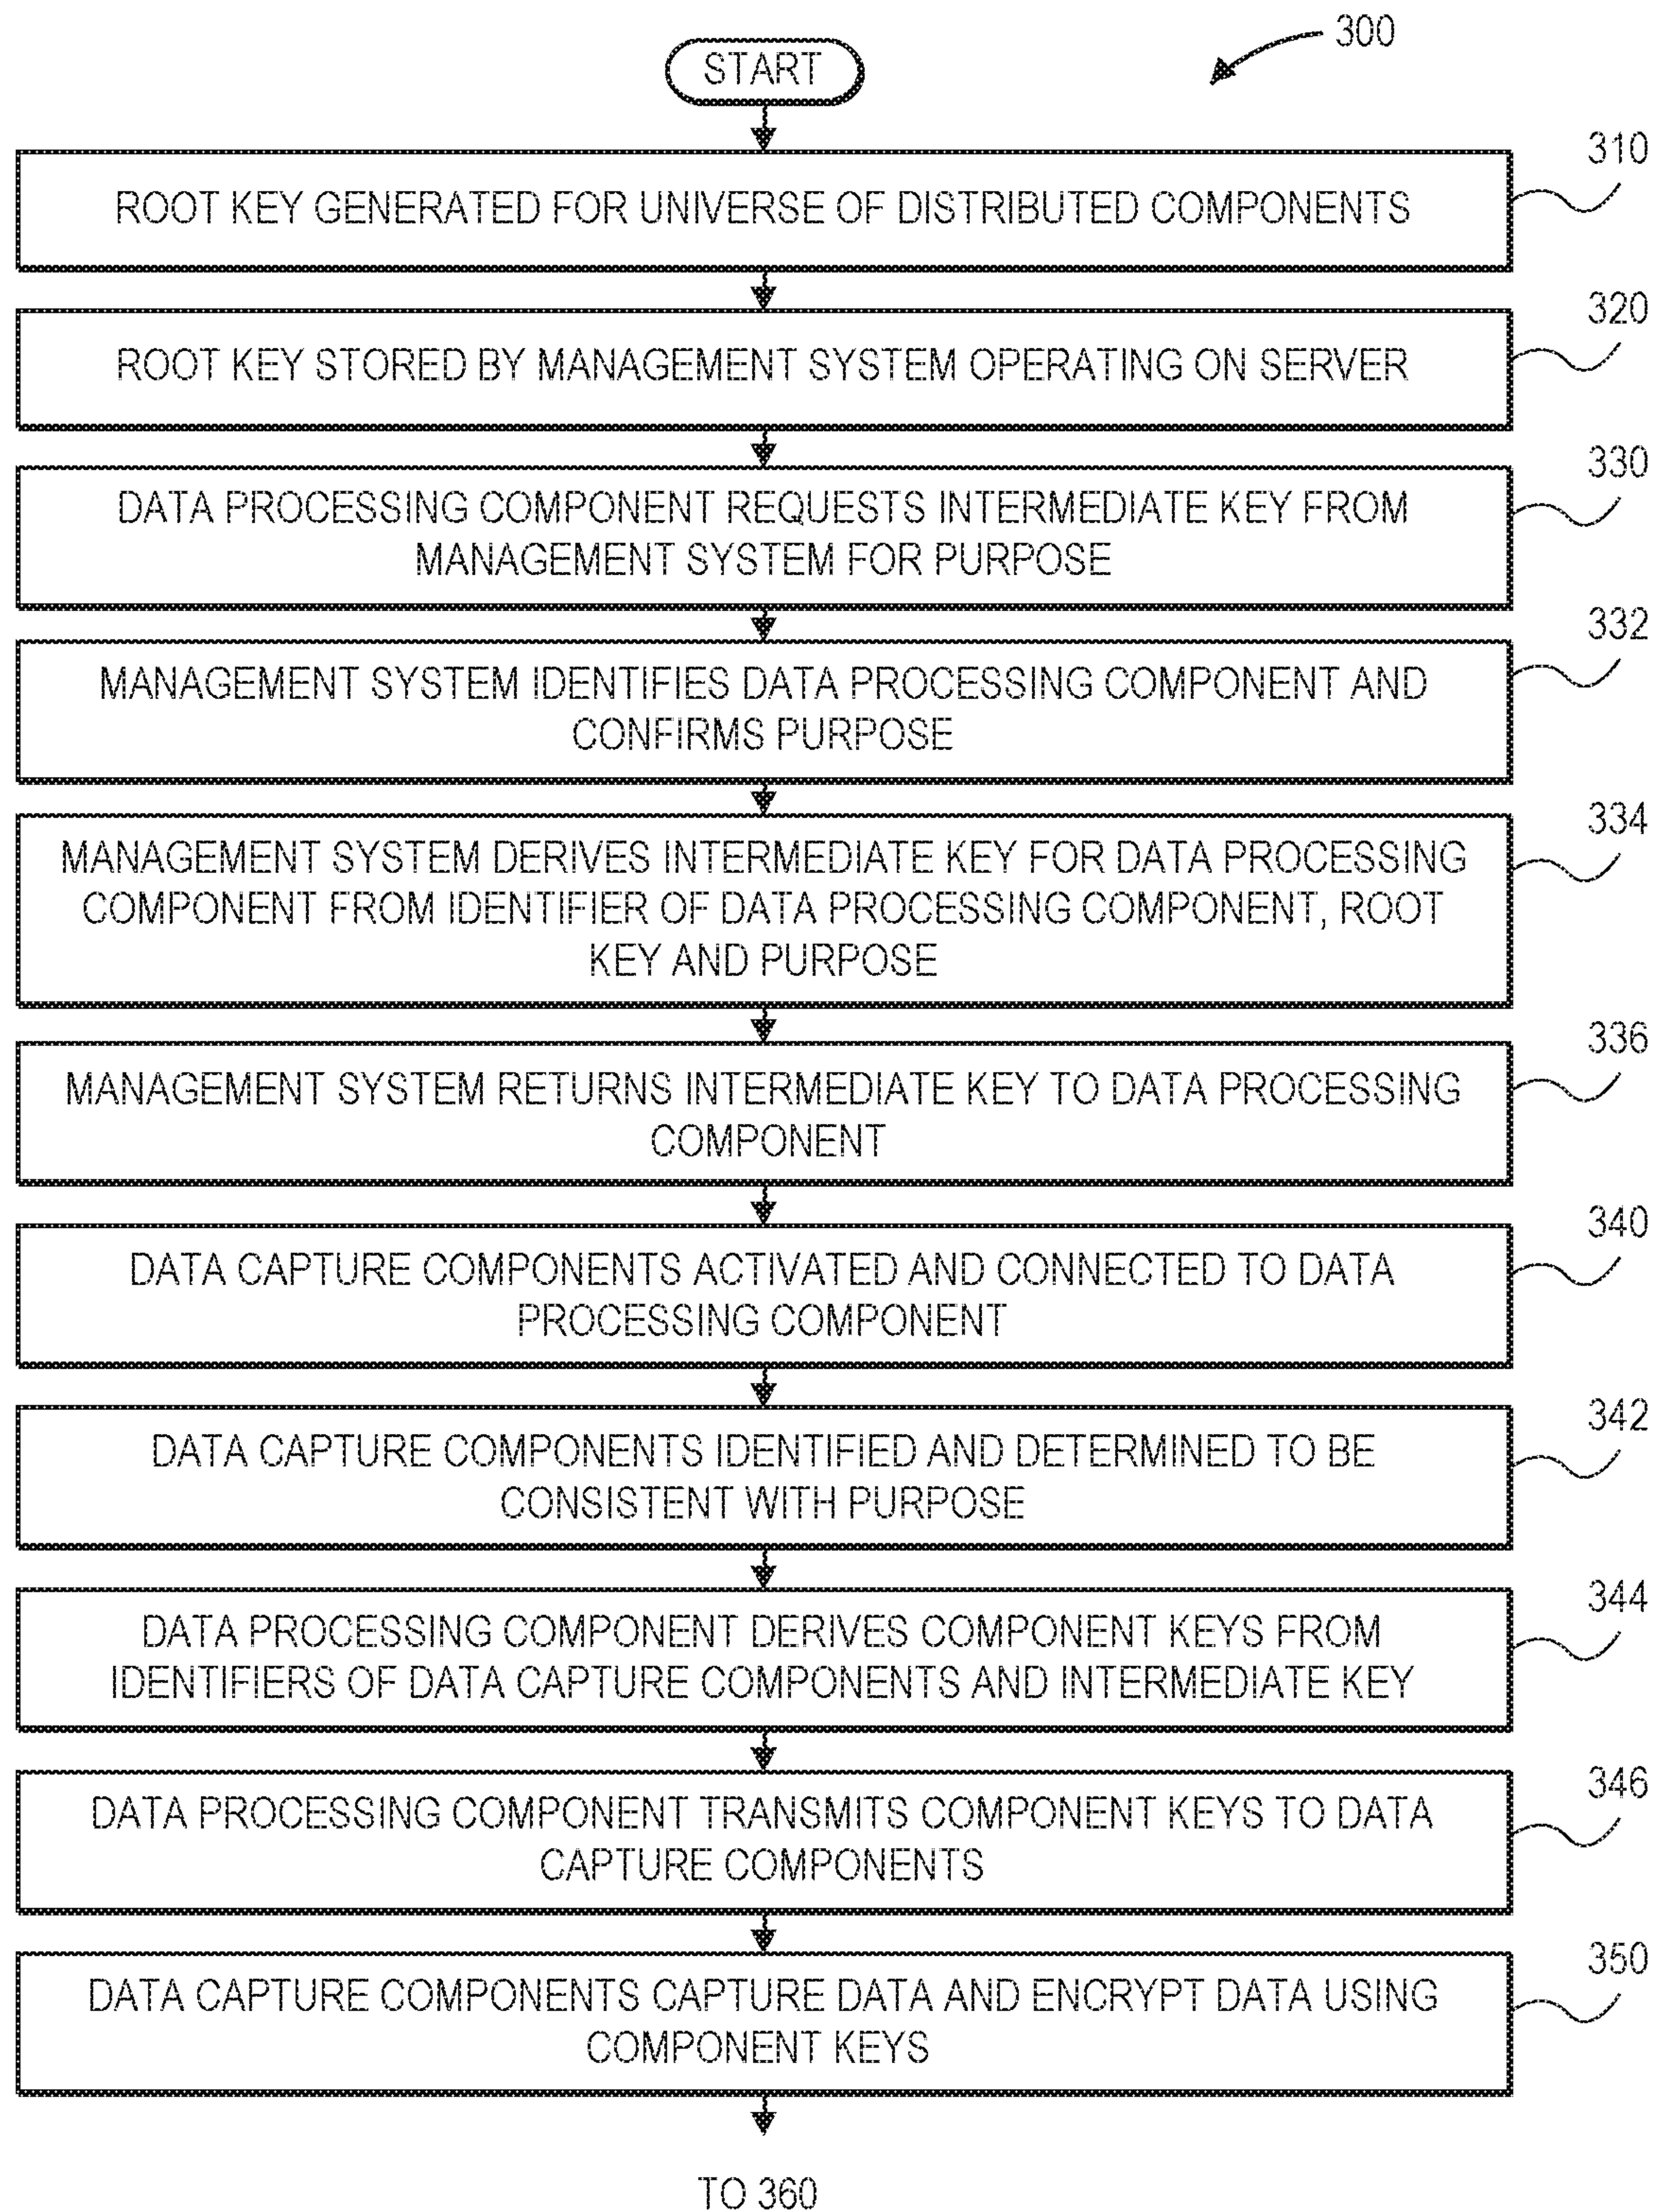 300
START
310
ROOT KEY GENERATED FOR UNIVERSE OF DISTRIBUTED COMPONENTS
320
ROOT KEY STORED BY MANAGEMENT SYSTEM OPERATING ON SERVER
330
DATA PROCESSING COMPONENT REQUESTS INTERMEDIATE KEY FROM
MANAGEMENT SYSTEM FOR PURPOSE
332
MANAGEMENT SYSTEM IDENTIFIES DATA PROCESSING COMPONENT AND
CONFIRMS PURPOSE
334
MANAGEMENT SYSTEM DERIVES INTERMEDIATE KEY FOR DATA PROCESSING
COMPONENT FROM IDENTIFIER OF DATA PROCESSING COMPONENT, ROOT
KEY AND PURPOSE
336
MANAGEMENT SYSTEM RETURNS INTERMEDIATE KEY TO DATA PROCESSING
COMPONENT
340
DATA CAPTURE COMPONENTS ACTIVATED AND CONNECTED TO DATA
PROCESSING COMPONENT
342
DATA CAPTURE COMPONENTS IDENTIFIED AND DETERMINED TO BE
CONSISTENT WITH PURPOSE
344
DATA PROCESSING COMPONENT DERIVES COMPONENT KEYS FROM
IDENTIFIERS OF DATA CAPTURE COMPONENTS AND INTERMEDIATE KEY
346
DATA PROCESSING COMPONENT TRANSMITS COMPONENT KEYS TO DATA
CAPTURE COMPONENTS
350
DATA CAPTURE COMPONENTS CAPTURE DATA AND ENCRYPT DATA USING
COMPONENT KEYS
TO 360